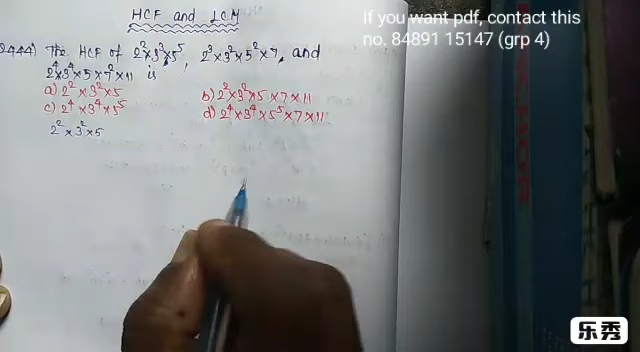 HCF and LCM
If you want pdf, contact this
no. 84891 15147 (grp 4)
2444) The HCF of 2²×3³×5⁵, 2³×3²×5²×7, and
2⁴×3⁴×5×7²×11 is
a) 2²×3²×5
b) 2²×3²×5×7×11
c) 2⁴×3⁴×5⁵
d) 2⁴×3⁴×5⁵×7×11
2²×3²×5
乐秀